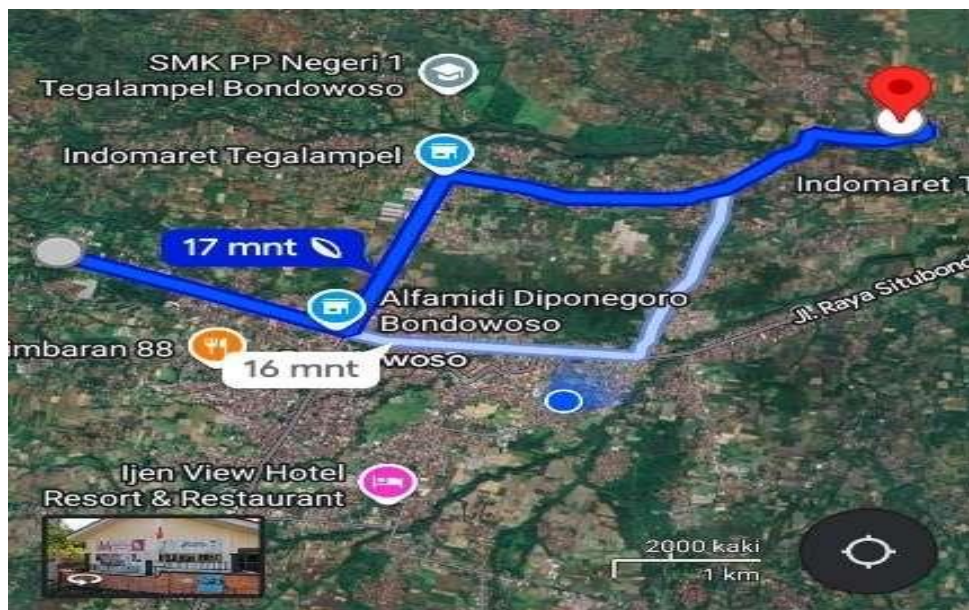 SMK PP Negeri 1
Tegalampel Bondowoso
Indomaret Tegalampel
Indomaret T
17 mnt
Alfamidi Diponegoro
Bondowoso
Jl. Raya Situbond
imbaran 88
16 mnt
woso
Ijen View Hotel
Resort & Restaurant
2000 kaki
1 km